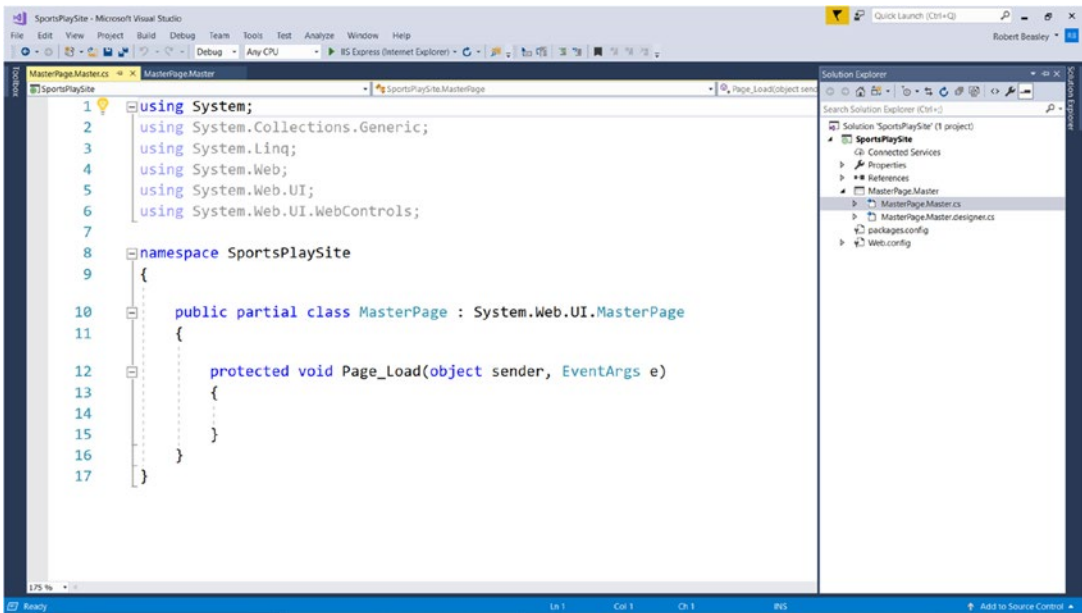 SportsPlaySite - Microsoft Visual Studio
Quick Launch (Ctrl+Q)
File Edit View Project Build Debug Team Tools Test Analyze Window Help
Robert Beasley
Debug Any CPU IIS Express (Internet Explorer)
Toolbox
MasterPage.Master.cs MasterPage.Master
SportsPlaySite SportsPlaySite.MasterPage Page_Load(object send
1 using System;
2 using System.Collections.Generic;
3 using System.Linq;
4 using System.Web;
5 using System.Web.UI;
6 using System.Web.UI.WebControls;
7
8 namespace SportsPlaySite
9 {
10 public partial class MasterPage : System.Web.UI.MasterPage
11 {
12 protected void Page_Load(object sender, EventArgs e)
13 {
14
15 }
16 }
17 }
175 %
Solution Explorer
Search Solution Explorer (Ctrl+;)
Solution 'SportsPlaySite' (1 project)
SportsPlaySite
Connected Services
Properties
References
MasterPage.Master
MasterPage.Master.cs
MasterPage.Master.designer.cs
packages.config
Web.config
Solution Explorer
Ready Ln 1 Col 1 Ch 1 INS Add to Source Control